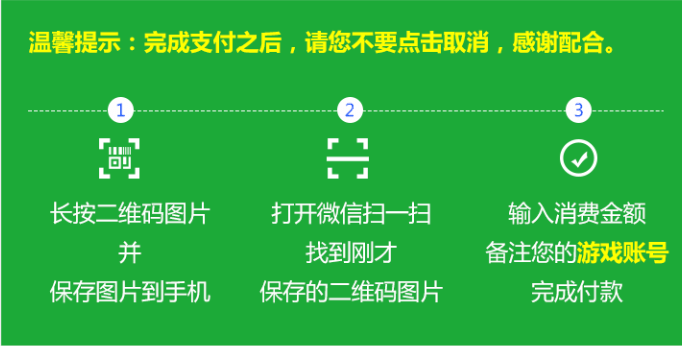 温馨提示：完成支付之后，请您不要点击取消，感谢配合。
1
2
3
长按二维码图片
并
保存图片到手机
打开微信扫一扫
找到刚才
保存的二维码图片
输入消费金额
备注您的游戏账号
完成付款